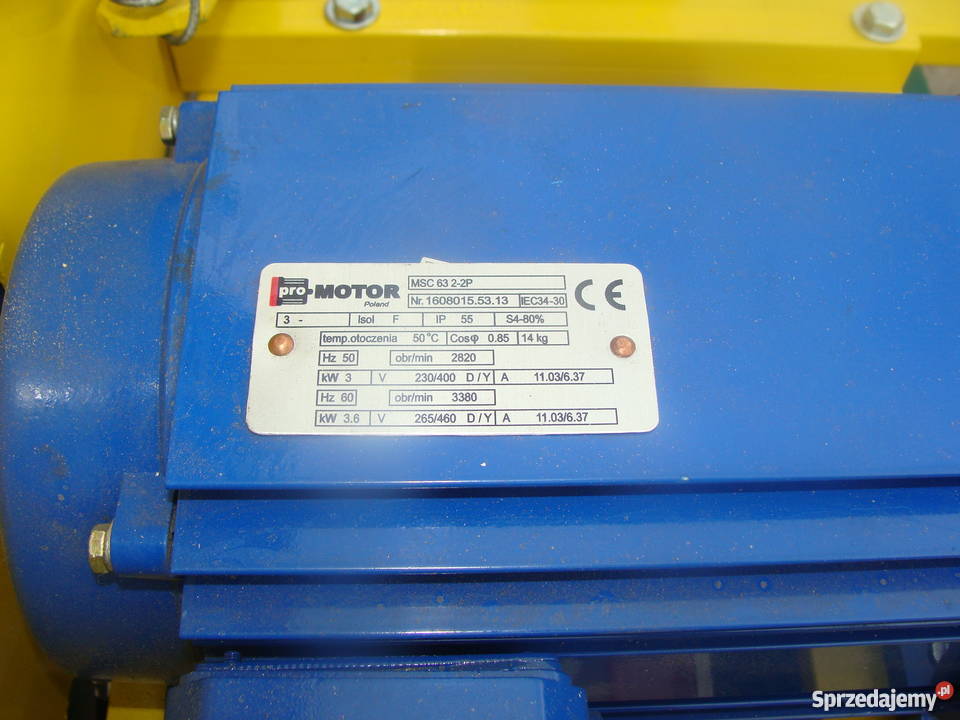 pro-MOTOR
Poland
MSC 63 2-2P
Nr. 1608015.53.13 IEC34-30
CE
3 - Isol F IP 55 S4-80%
temp.otoczenia 50°C Cosφ 0.85 14 kg
Hz 50 obr/min 2820
kW 3 V 230/400 D / Y A 11.03/6.37
Hz 60 obr/min 3380
kW 3.6 V 265/460 D / Y A 11.03/6.37
Sprzedajemy.pl